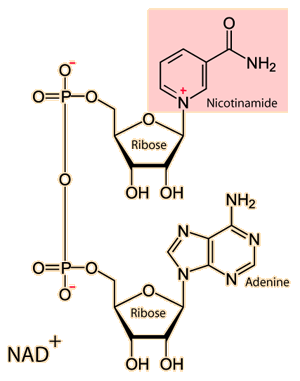 O
O-
NH2
O=P-O
N+
Nicotinamide
O
Ribose
O
OH OH
NH2
N
N
O=P-O
N
N
Adenine
O-
O
Ribose
NAD+
OH OH